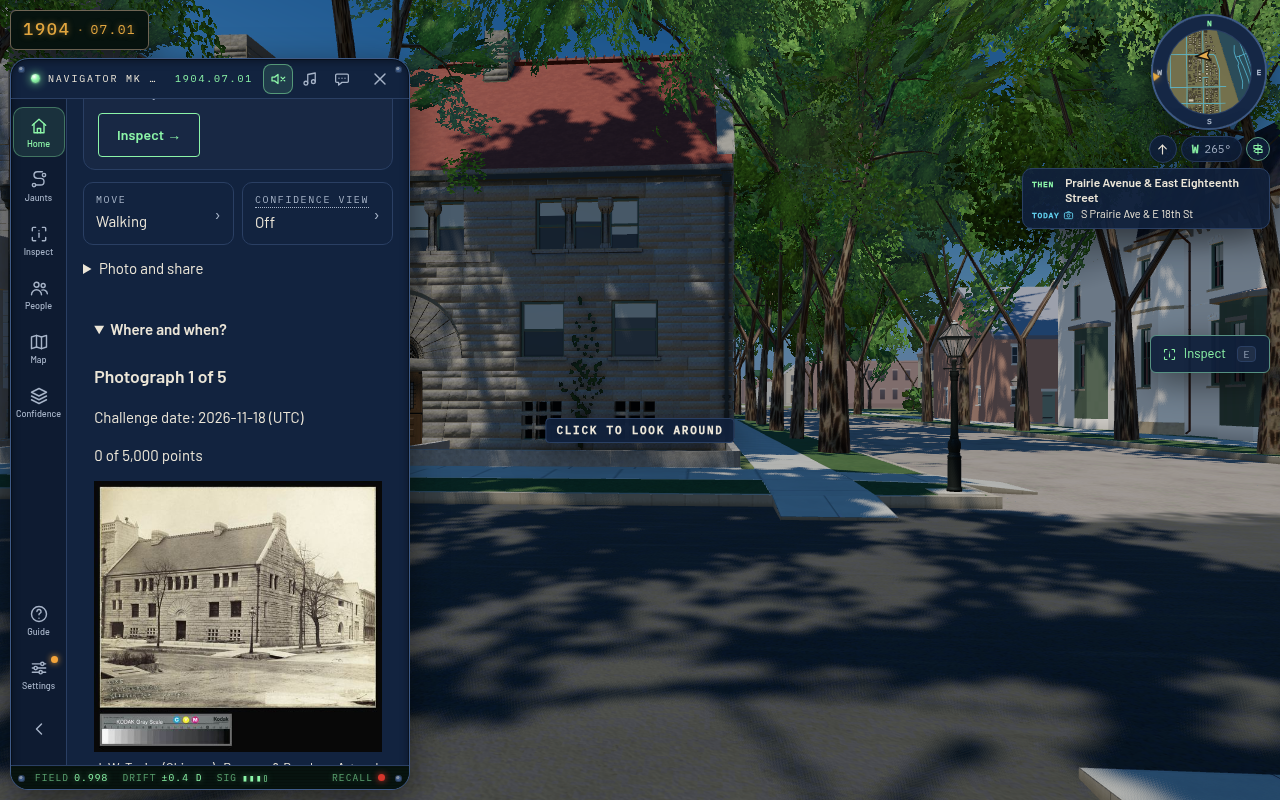 1904 · 07.01
NAVIGATOR MK …
1904.07.01
Home
Jaunts
Inspect
People
Map
Confidence
Guide
Settings
Inspect →
MOVE
Walking
CONFIDENCE VIEW
Off
Photo and share
Where and when?
Photograph 1 of 5
Challenge date: 2026-11-18 (UTC)
0 of 5,000 points
KODAK Gray Scale
C Y M
Kodak
FIELD 0.998
DRIFT ±0.4 D
SIG
RECALL
CLICK TO LOOK AROUND
N
E
S
W
W 265°
THEN Prairie Avenue & East Eighteenth
Street
TODAY S Prairie Ave & E 18th St
Inspect E